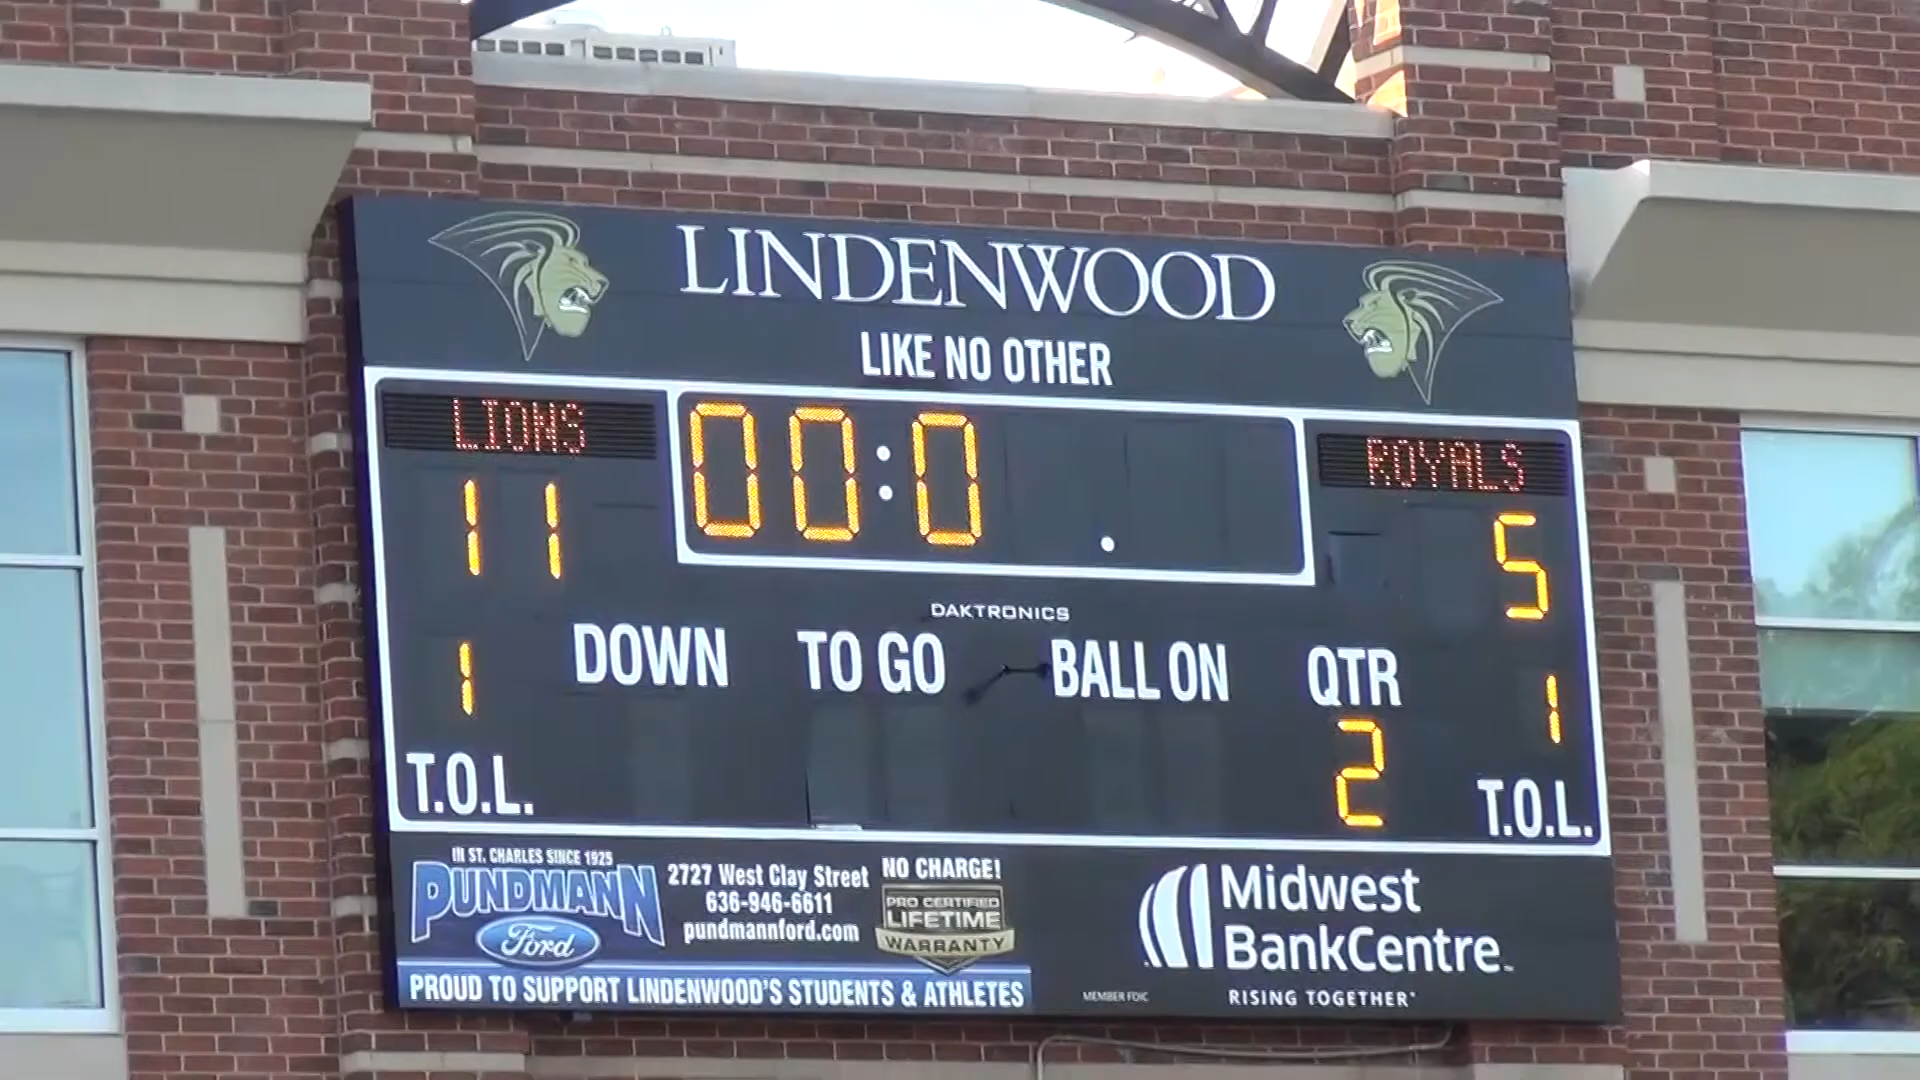 LINDENWOOD
LIKE NO OTHER
LIONS
00:0 .
ROYALS
11
5
DAKTRONICS
DOWN TO GO BALL ON QTR
1
1
2
T.O.L.
T.O.L.
IN ST. CHARLES SINCE 1925
PUNDMANN
Ford
2727 West Clay Street
636-946-6611
pundmannford.com
NO CHARGE!
PRO CERTIFIED
LIFETIME
WARRANTY
PROUD TO SUPPORT LINDENWOOD'S STUDENTS & ATHLETES
Midwest
BankCentre
MEMBER FDIC
RISING TOGETHER